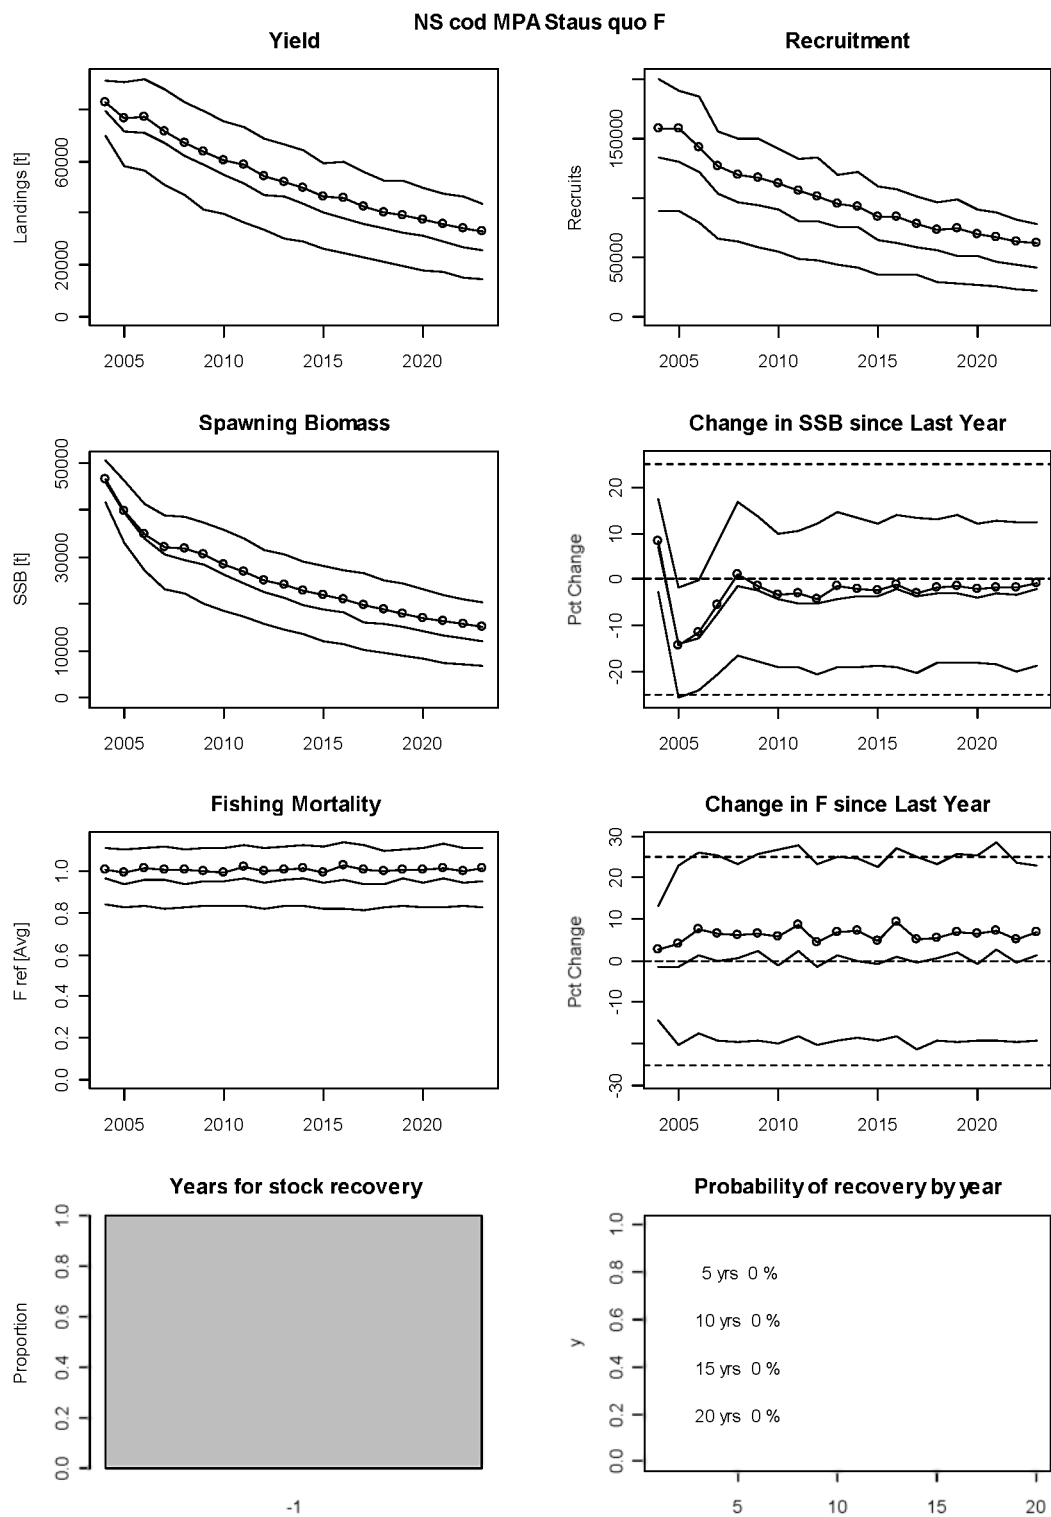 NS cod MPA Staus quo F
Yield
Landings [t]
0
20000
60000
2005 2010 2015 2020
Recruitment
Recruits
0
50000
150000
2005 2010 2015 2020
Spawning Biomass
SSB [t]
0
10000
30000
50000
2005 2010 2015 2020
Change in SSB since Last Year
Pct Change
-20
-10
0
10
20
2005 2010 2015 2020
Fishing Mortality
F ref [Avg]
0.0
0.2
0.4
0.6
0.8
1.0
2005 2010 2015 2020
Change in F since Last Year
Pct Change
-30
-10
0
10
20
30
2005 2010 2015 2020
Years for stock recovery
Proportion
0.0
0.2
0.4
0.6
0.8
1.0
-1
Probability of recovery by year
y
0.0
0.2
0.4
0.6
0.8
1.0
5 yrs 0 %
10 yrs 0 %
15 yrs 0 %
20 yrs 0 %
5 10 15 20